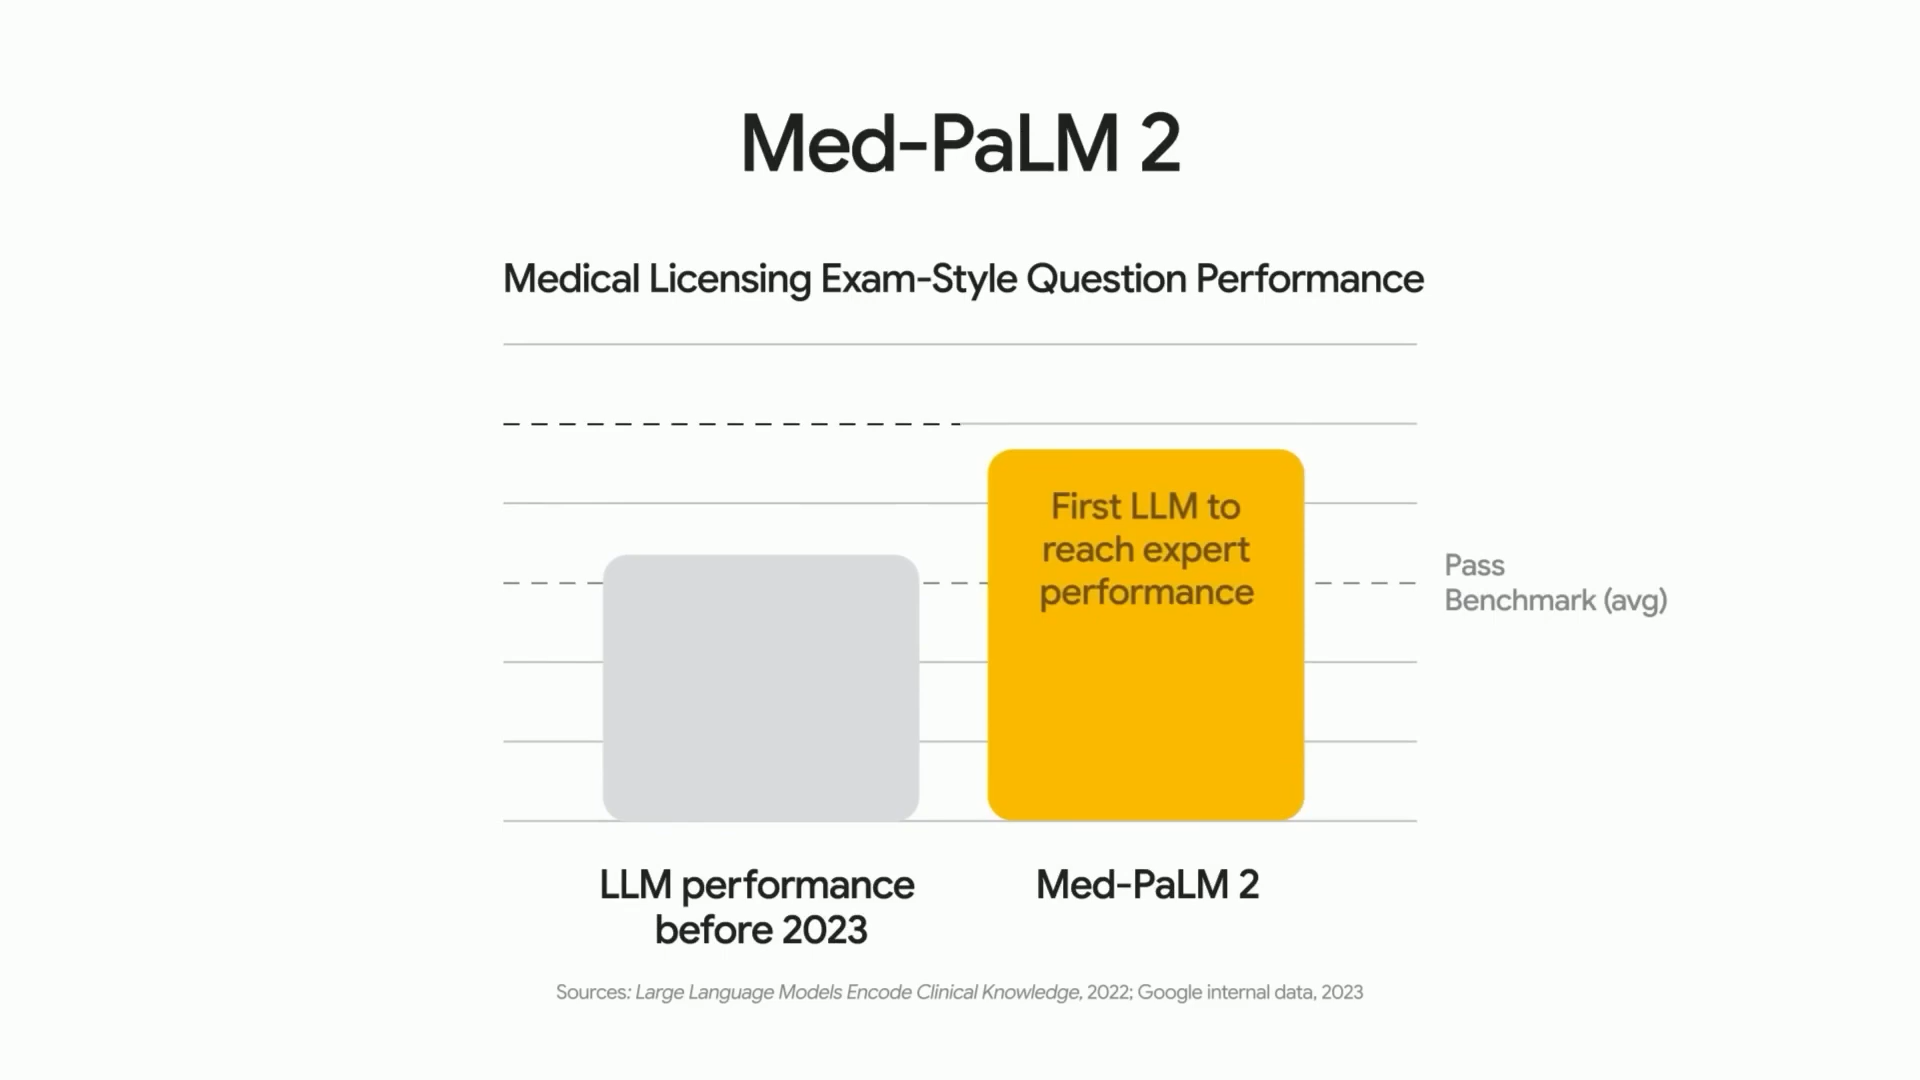 Med-PaLM 2
Medical Licensing Exam-Style Question Performance
First LLM to
reach expert
performance
Pass
Benchmark (avg)
LLM performance
before 2023
Med-PaLM 2
Sources: Large Language Models Encode Clinical Knowledge, 2022; Google internal data, 2023